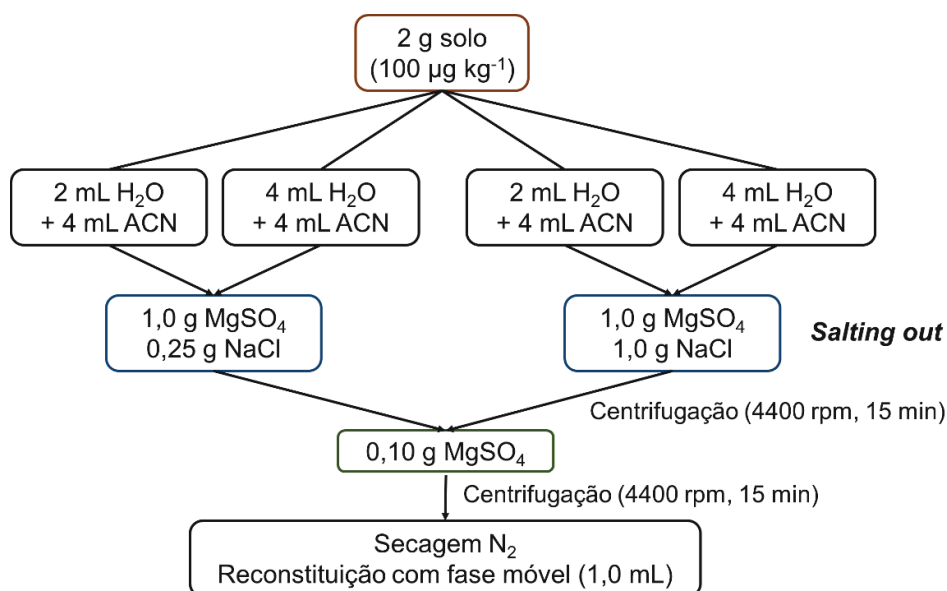 2 g solo
(100 µg kg⁻¹)
2 mL H₂O
+ 4 mL ACN
4 mL H₂O
+ 4 mL ACN
2 mL H₂O
+ 4 mL ACN
4 mL H₂O
+ 4 mL ACN
1,0 g MgSO₄
0,25 g NaCl
1,0 g MgSO₄
1,0 g NaCl
Salting out
Centrifugação (4400 rpm, 15 min)
0,10 g MgSO₄
Centrifugação (4400 rpm, 15 min)
Secagem N₂
Reconstituição com fase móvel (1,0 mL)